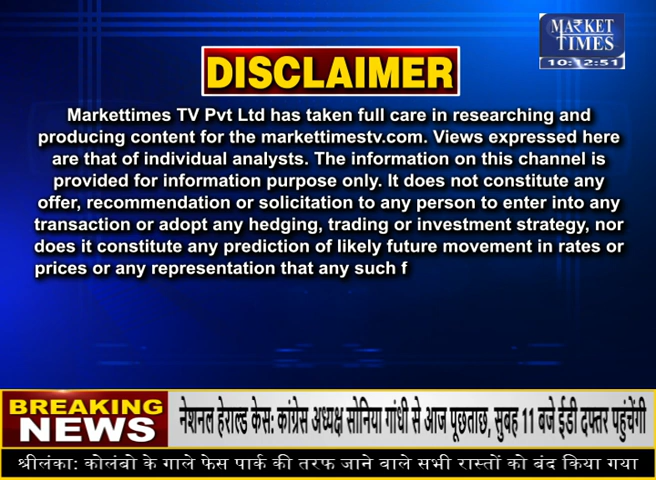 MARKET
TIMES
10:12:51
DISCLAIMER
Markettimes TV Pvt Ltd has taken full care in researching and
producing content for the markettimestv.com. Views expressed here
are that of individual analysts. The information on this channel is
provided for information purpose only. It does not constitute any
offer, recommendation or solicitation to any person to enter into any
transaction or adopt any hedging, trading or investment strategy, nor
does it constitute any prediction of likely future movement in rates or
prices or any representation that any such f
BREAKING
NEWS
नेशनल हेराल्ड केस: कांग्रेस अध्यक्ष सोनिया गांधी से आज पूछताछ, सुबह 11 बजे ईडी दफ्तर पहुंचेंगी
श्रीलंका: कोलंबो के गाले फेस पार्क की तरफ जाने वाले सभी रास्तों को बंद किया गया